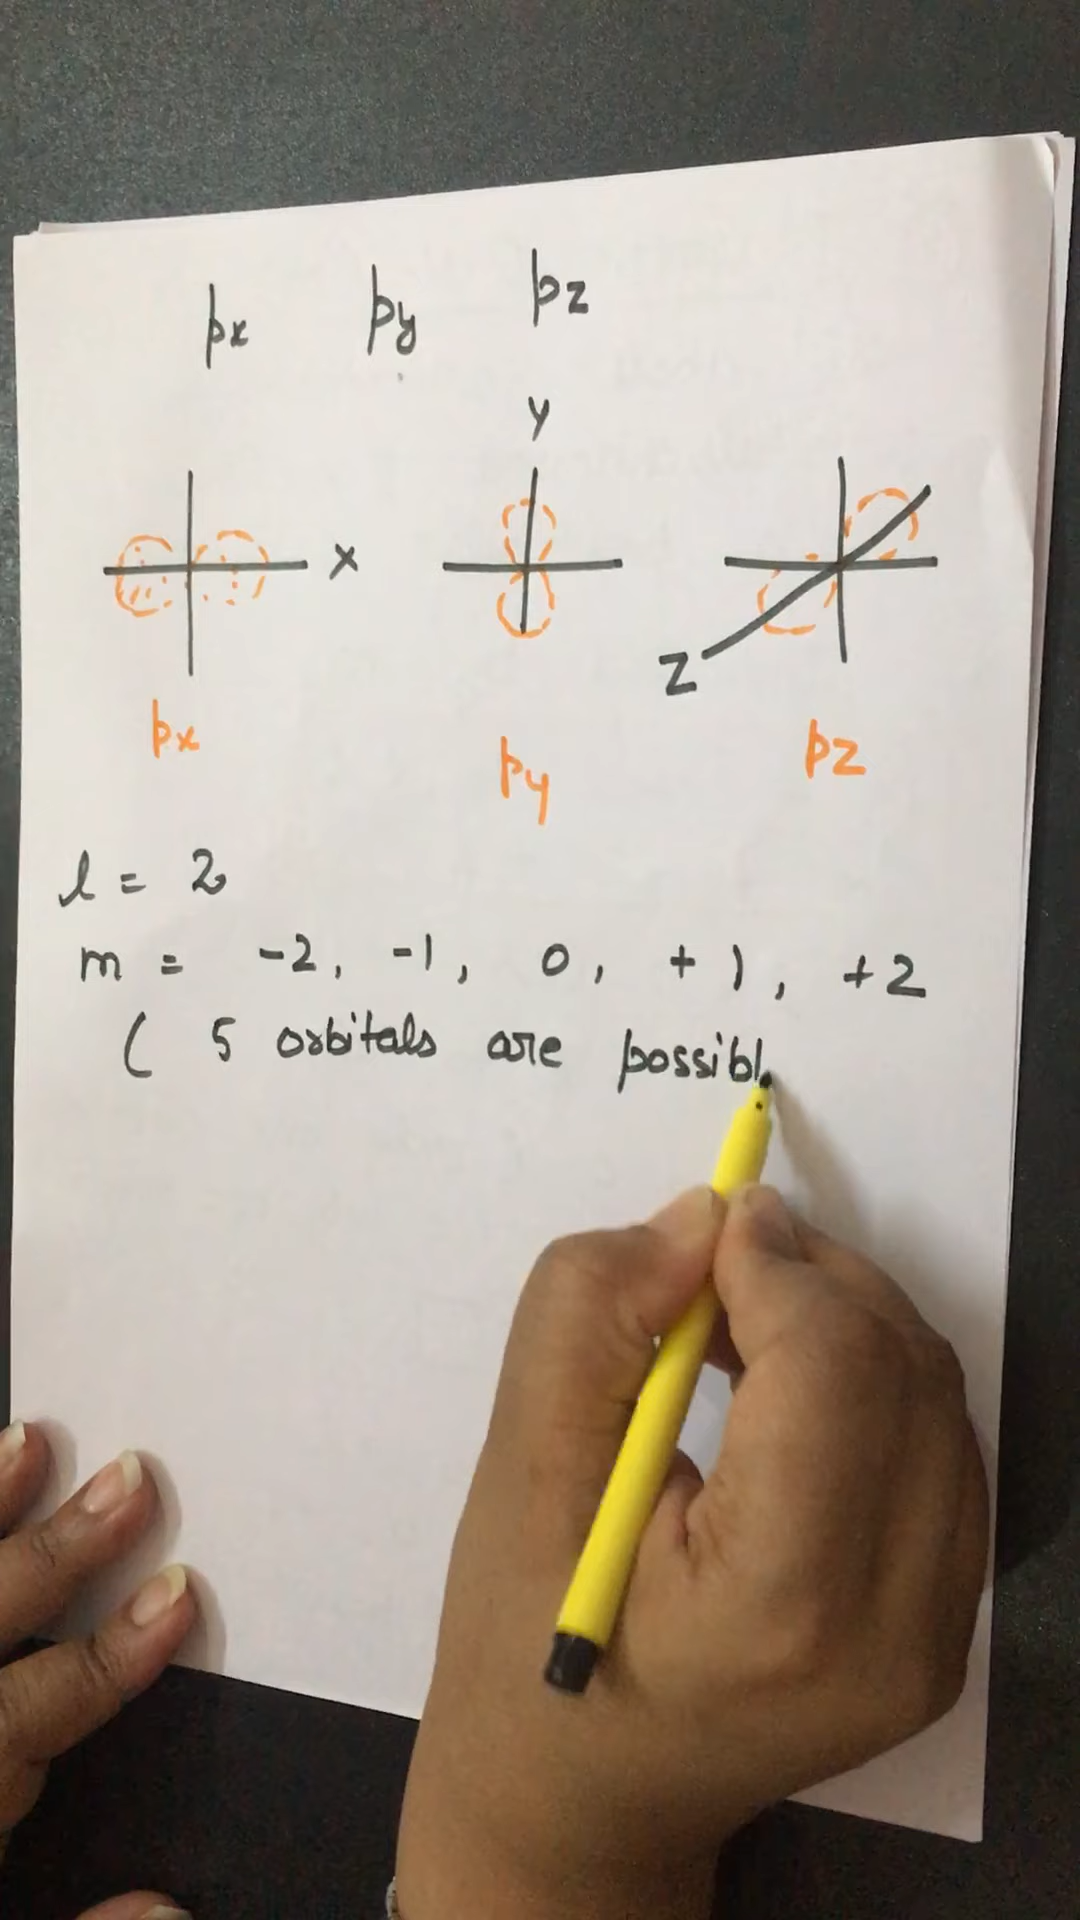 px py pz
Y
X
Z
px py pz
l = 2
m = -2, -1, 0, +1, +2
( 5 orbitals are possibl